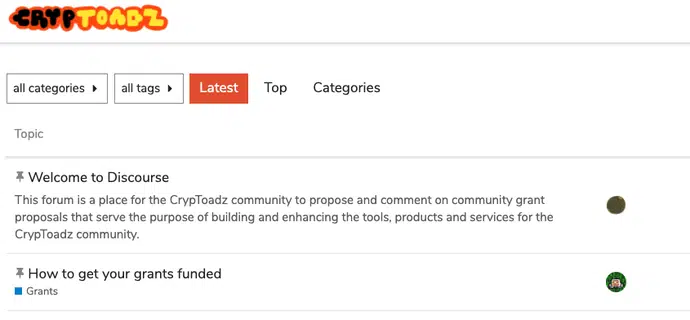 CRYPTOADZ
all categories
all tags
Latest
Top
Categories
Topic
Welcome to Discourse
This forum is a place for the CrypToadz community to propose and comment on community grant
proposals that serve the purpose of building and enhancing the tools, products and services for the
CrypToadz community.
How to get your grants funded
Grants